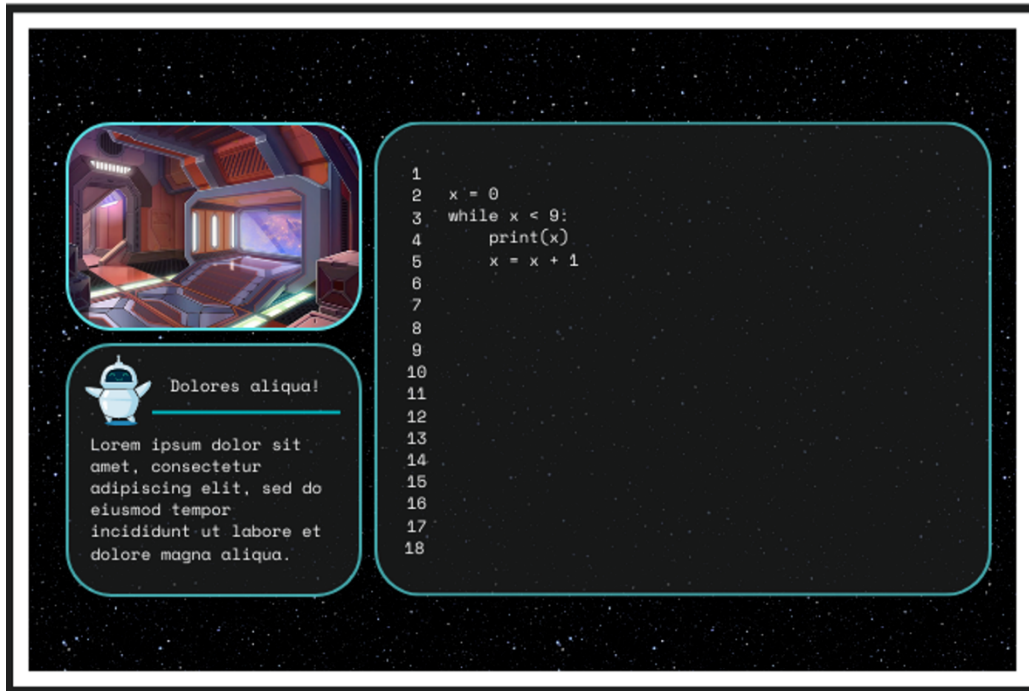 Dolores aliqua!
Lorem ipsum dolor sit
amet, consectetur
adipiscing elit, sed do
eiusmod tempor
incididunt ut labore et
dolore magna aliqua.
1
2 x = 0
3 while x < 9:
4     print(x)
5     x = x + 1
6
7
8
9
10
11
12
13
14
15
16
17
18